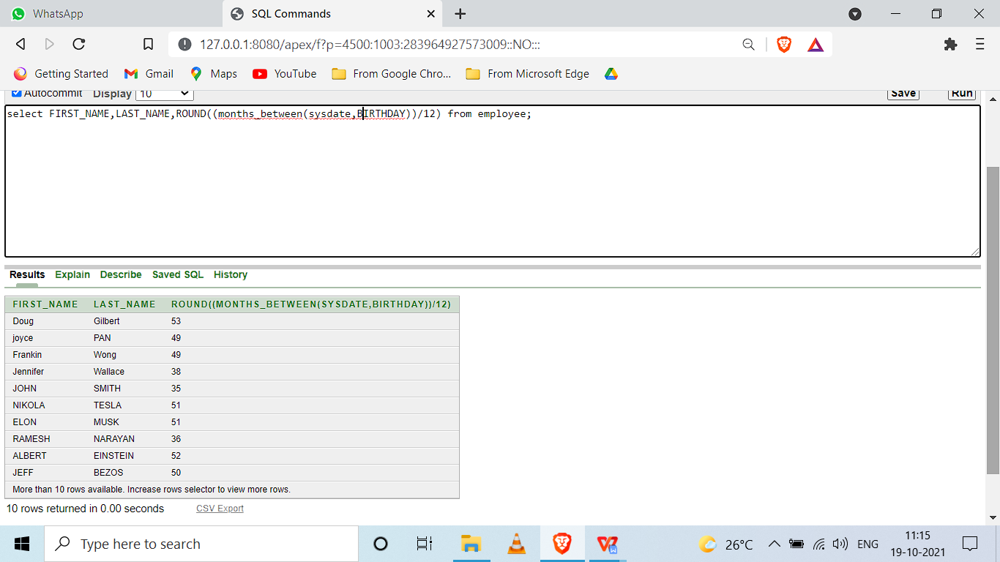 WhatsApp
SQL Commands
127.0.0.1:8080/apex/f?p=4500:1003:283964927573009::NO:::
Getting Started Gmail Maps YouTube From Google Chro... From Microsoft Edge
Autocommit Display 10 Save Run
select FIRST_NAME,LAST_NAME,ROUND((months_between(sysdate,BIRTHDAY))/12) from employee;
Results Explain Describe Saved SQL History
FIRST_NAME LAST_NAME ROUND((MONTHS_BETWEEN(SYSDATE,BIRTHDAY))/12)
Doug Gilbert 53
joyce PAN 49
Frankin Wong 49
Jennifer Wallace 38
JOHN SMITH 35
NIKOLA TESLA 51
ELON MUSK 51
RAMESH NARAYAN 36
ALBERT EINSTEIN 52
JEFF BEZOS 50
More than 10 rows available. Increase rows selector to view more rows.
10 rows returned in 0.00 seconds CSV Export
Type here to search 26°C ENG 11:15
19-10-2021